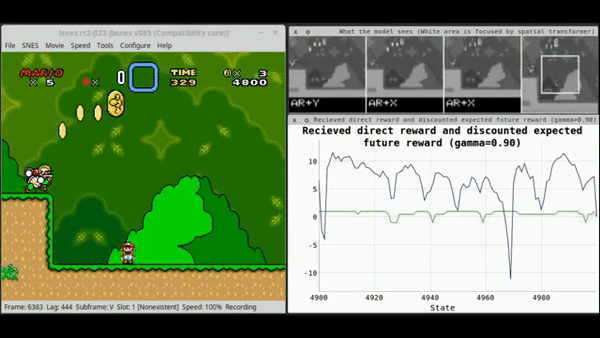 lsnes rr2-β23 [bsnes v085 (Compatibility core)]
File SNES Movie Speed Tools Configure Help
MARIO
x 5
x
0
TIME
329
x 3
4800
Frame: 6363 Lag: 444 Subframe: V Slot: 1 [Nonexistent] Speed: 100% Recording
What the model sees (White area is focused by spatial transformer)
AR+Y AR+X AR+X
Recieved direct reward and discounted expected future reward (gamma=0.90)
Recieved direct reward and discounted expected
future reward (gamma=0.90)
10
5
0
-5
-10
4900 4920 4940 4960 4980
State